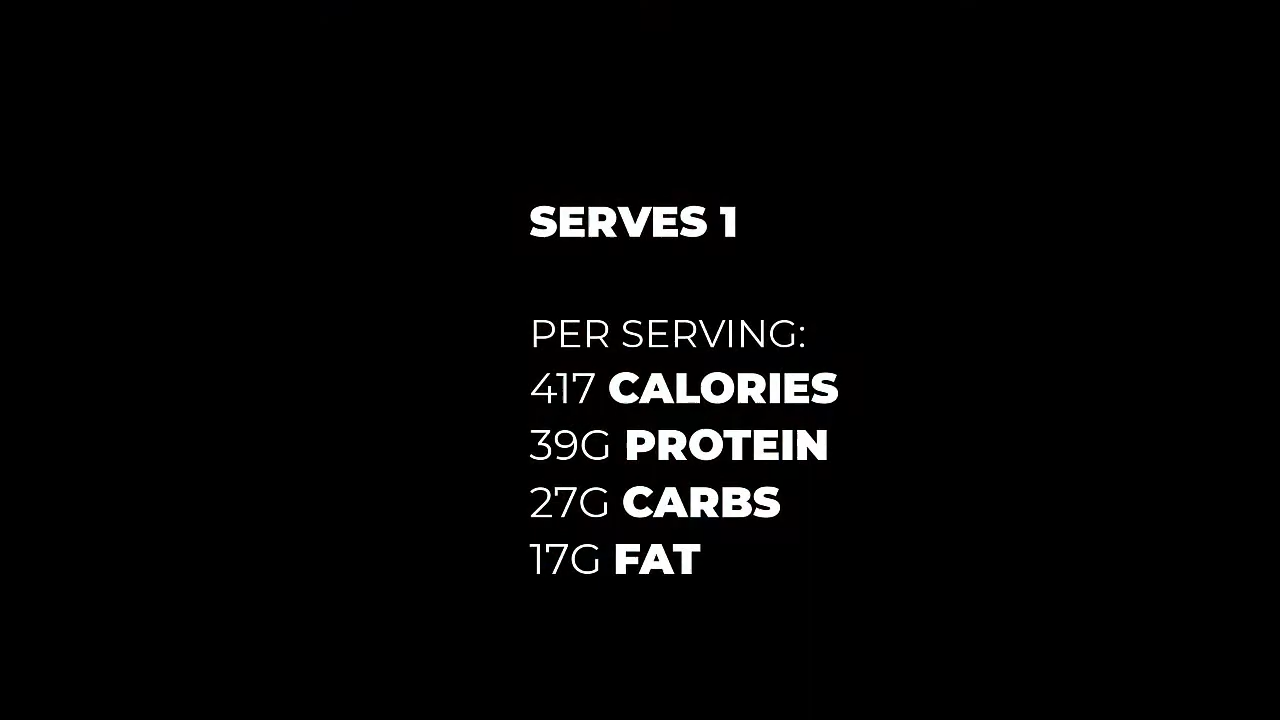 SERVES 1
PER SERVING:
417 CALORIES
39G PROTEIN
27G CARBS
17G FAT